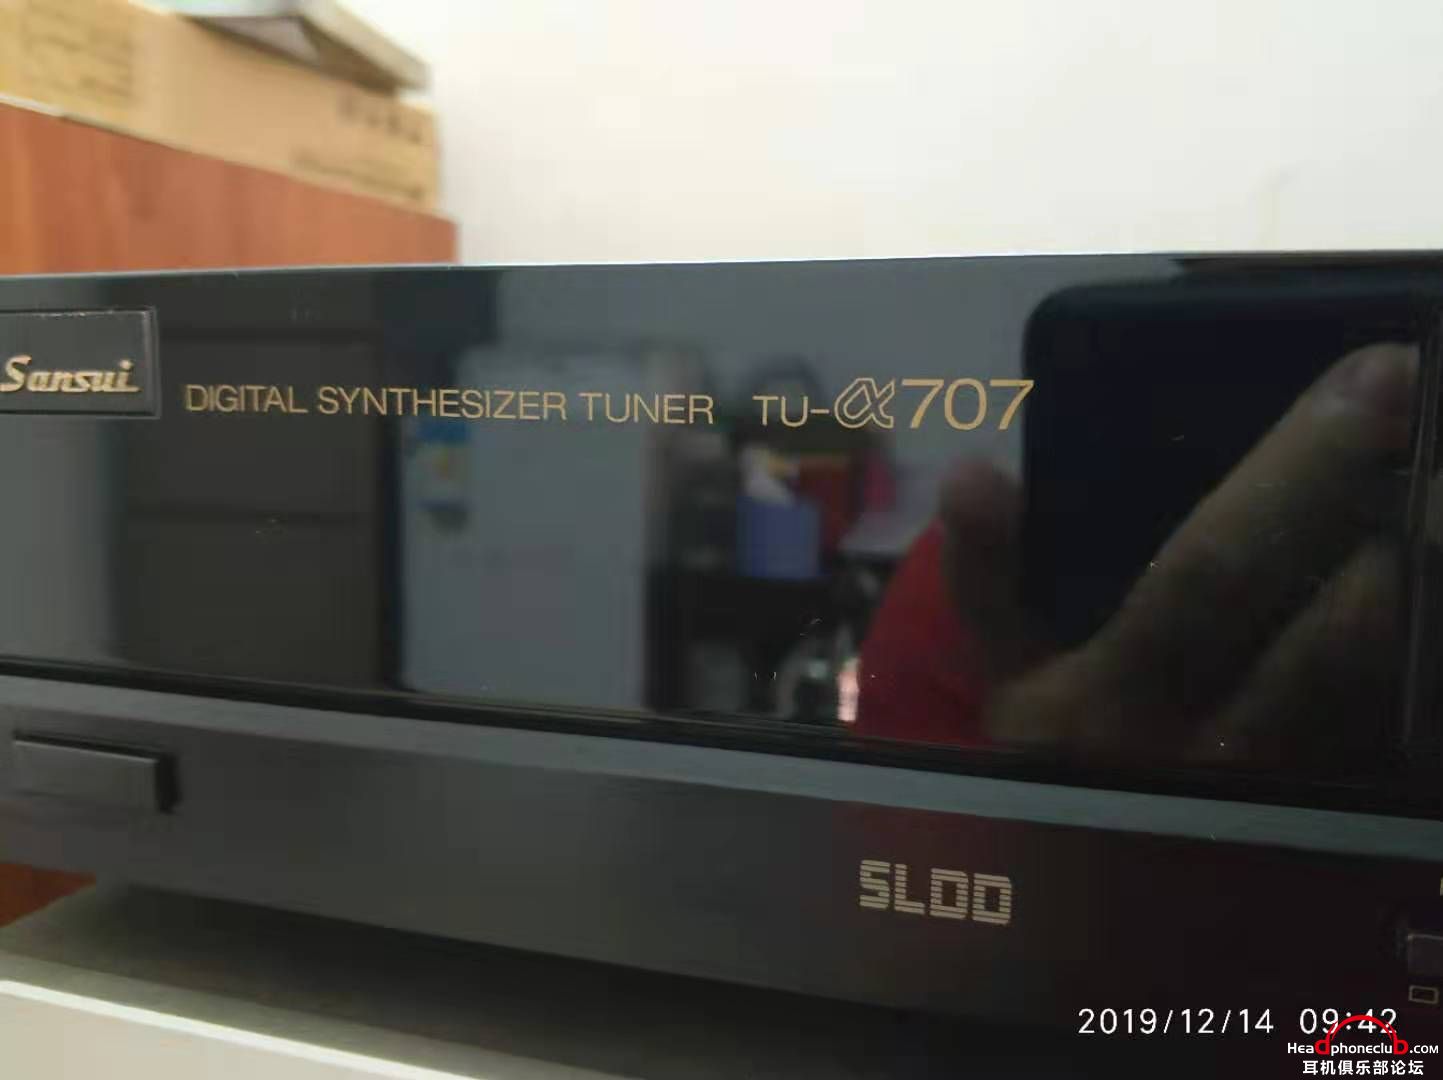 Sansui
DIGITAL SYNTHESIZER TUNER TU-α707
SLDD
2019/12/14 09:42
Headphoneclub.com
耳机俱乐部论坛